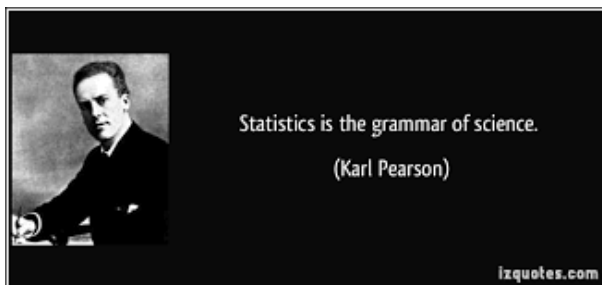 Statistics is the grammar of science.
(Karl Pearson)
izquotes.com